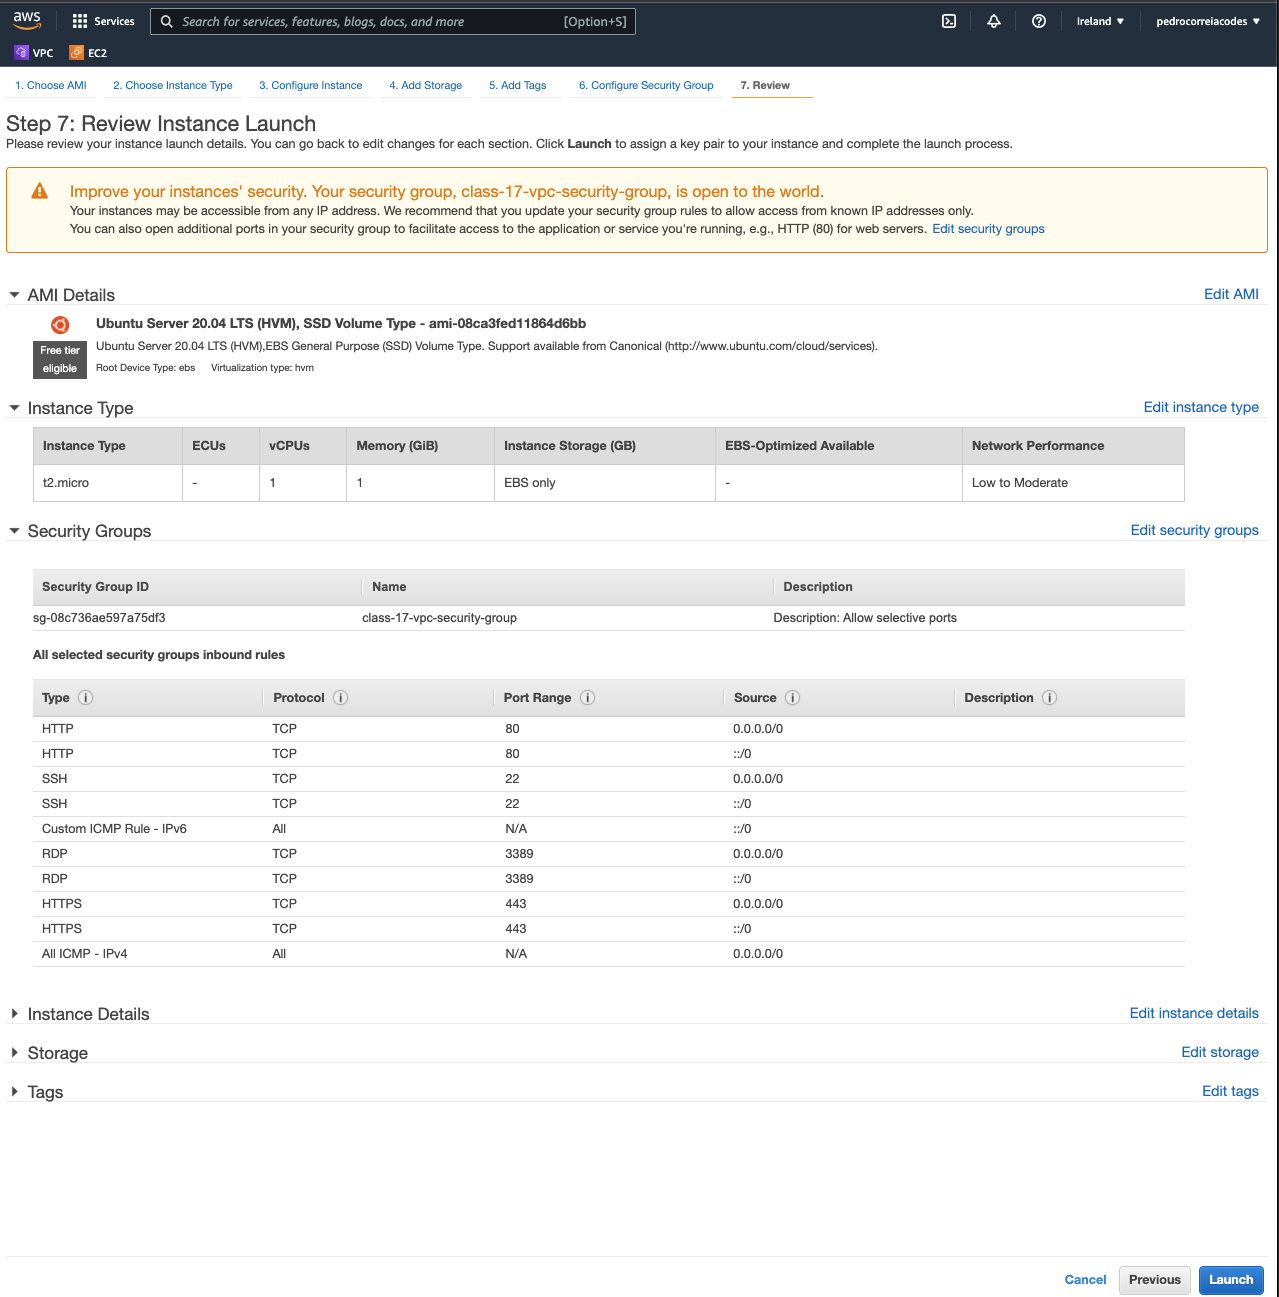 aws Services Search for services, features, blogs, docs, and more [Option+S] Ireland ▼ pedrocorreiacodes ▼
VPC EC2
1. Choose AMI 2. Choose Instance Type 3. Configure Instance 4. Add Storage 5. Add Tags 6. Configure Security Group 7. Review
Step 7: Review Instance Launch
Please review your instance launch details. You can go back to edit changes for each section. Click Launch to assign a key pair to your instance and complete the launch process.
Improve your instances' security. Your security group, class-17-vpc-security-group, is open to the world.
Your instances may be accessible from any IP address. We recommend that you update your security group rules to allow access from known IP addresses only.
You can also open additional ports in your security group to facilitate access to the application or service you're running, e.g., HTTP (80) for web servers. Edit security groups
AMI Details Edit AMI
Ubuntu Server 20.04 LTS (HVM), SSD Volume Type - ami-08ca3fed11864d6bb
Free tier eligible
Ubuntu Server 20.04 LTS (HVM),EBS General Purpose (SSD) Volume Type. Support available from Canonical (http://www.ubuntu.com/cloud/services).
Root Device Type: ebs Virtualization type: hvm
Instance Type Edit instance type
Instance Type ECUs vCPUs Memory (GiB) Instance Storage (GB) EBS-Optimized Available Network Performance
t2.micro - 1 1 EBS only - Low to Moderate
Security Groups Edit security groups
Security Group ID Name Description
sg-08c736ae597a75df3 class-17-vpc-security-group Description: Allow selective ports
All selected security groups inbound rules
Type i Protocol i Port Range i Source i Description i
HTTP TCP 80 0.0.0.0/0
HTTP TCP 80 ::/0
SSH TCP 22 0.0.0.0/0
SSH TCP 22 ::/0
Custom ICMP Rule - IPv6 All N/A ::/0
RDP TCP 3389 0.0.0.0/0
RDP TCP 3389 ::/0
HTTPS TCP 443 0.0.0.0/0
HTTPS TCP 443 ::/0
All ICMP - IPv4 All N/A 0.0.0.0/0
Instance Details Edit instance details
Storage Edit storage
Tags Edit tags
Cancel Previous Launch